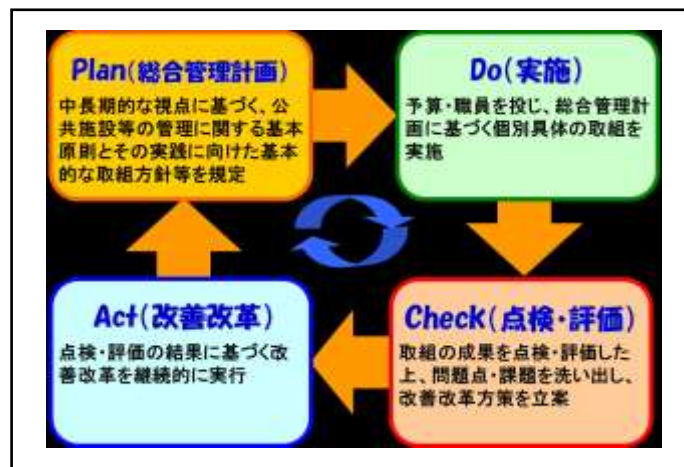 Plan(総合管理計画)
中長期的な視点に基づく、公
共施設等の管理に関する基本
原則とその実践に向けた基本
的な取組方針等を規定
Do(実施)
予算・職員を投じ、総合管理計
画に基づく個別具体の取組を
実施
Act(改善改革)
点検・評価の結果に基づく改
善改革を継続的に実行
Check(点検・評価)
取組の成果を点検・評価した
上、問題点・課題を洗い出し、
改善改革方策を立案